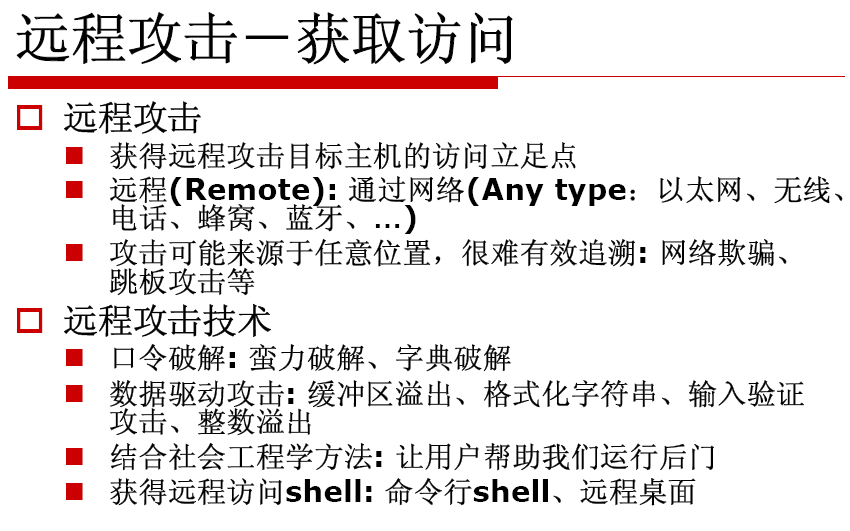 远程攻击－获取访问
远程攻击
获得远程攻击目标主机的访问立足点
远程(Remote): 通过网络(Any type：以太网、无线、
电话、蜂窝、蓝牙、…)
攻击可能来源于任意位置，很难有效追溯: 网络欺骗、
跳板攻击等
远程攻击技术
口令破解: 蛮力破解、字典破解
数据驱动攻击: 缓冲区溢出、格式化字符串、输入验证
攻击、整数溢出
结合社会工程学方法: 让用户帮助我们运行后门
获得远程访问shell: 命令行shell、远程桌面